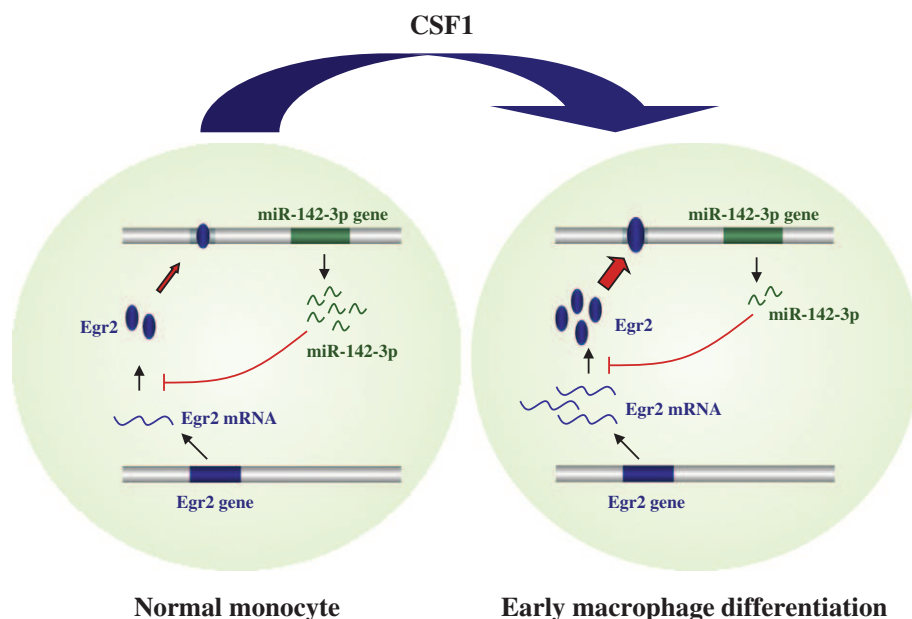 CSF1
miR-142-3p gene
Egr2
miR-142-3p
Egr2 mRNA
Egr2 gene
Normal monocyte
miR-142-3p gene
Egr2
miR-142-3p
Egr2 mRNA
Egr2 gene
Early macrophage differentiation